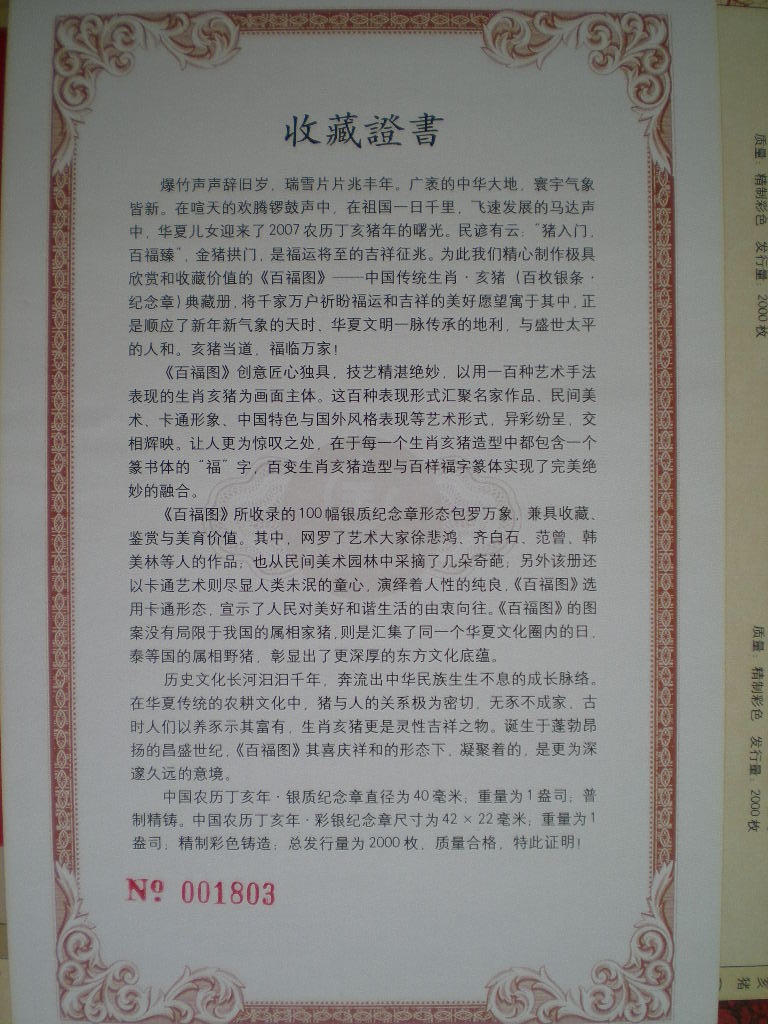 收藏證書
爆竹声声辞旧岁，瑞雪片片兆丰年。广袤的中华大地，寰宇气象
皆新。在喧天的欢腾锣鼓声中，在祖国一日千里，飞速发展的马达声
中，华夏儿女迎来了2007农历丁亥猪年的曙光。民谚有云：“猪入门，
百福臻”，金猪拱门，是福运将至的吉祥征兆。为此我们精心制作极具
欣赏和收藏价值的《百福图》——中国传统生肖·亥猪（百枚银条·
纪念章）典藏册，将千家万户祈盼福运和吉祥的美好愿望寓于其中，正
是顺应了新年新气象的天时、华夏文明一脉传承的地利，与盛世太平
的人和。亥猪当道，福临万家！
《百福图》创意匠心独具，技艺精湛绝妙，以用一百种艺术手法
表现的生肖亥猪为画面主体。这百种表现形式汇聚名家作品、民间美
术、卡通形象、中国特色与国外风格表现等艺术形式，异彩纷呈，交
相辉映。让人更为惊叹之处，在于每一个生肖亥猪造型中都包含一个
篆书体的“福”字，百变生肖亥猪造型与百样福字篆体实现了完美绝
妙的融合。
《百福图》所收录的100幅银质纪念章形态包罗万象，兼具收藏、
鉴赏与美育价值。其中，网罗了艺术大家徐悲鸿、齐白石、范曾、韩
美林等人的作品，也从民间美术园林中采摘了几朵奇葩；另外该册还
以卡通艺术则尽显人类未泯的童心，演绎着人性的纯良，《百福图》选
用卡通形态，宣示了人民对美好和谐生活的由衷向往。《百福图》的图
案没有局限于我国的属相家猪，则是汇集了同一个华夏文化圈内的日、
泰等国的属相野猪，彰显出了更深厚的东方文化底蕴。
历史文化长河汩汩千年，奔流出中华民族生生不息的成长脉络。
在华夏传统的农耕文化中，猪与人的关系极为密切，无豕不成家，古
时人们以养豕示其富有，生肖亥猪更是灵性吉祥之物。诞生于蓬勃昂
扬的昌盛世纪，《百福图》其喜庆祥和的形态下，凝聚着的，是更为深
邃久远的意境。
中国农历丁亥年·银质纪念章直径为40毫米；重量为1盎司；普
制精铸。中国农历丁亥年·彩银纪念章尺寸为42×22毫米；重量为1
盎司；精制彩色铸造；总发行量为2000枚，质量合格，特此证明！
Nº 001803
质量：精制彩色 发行量：2000枚
质量：精制彩色 发行量：2000枚
亥
猪